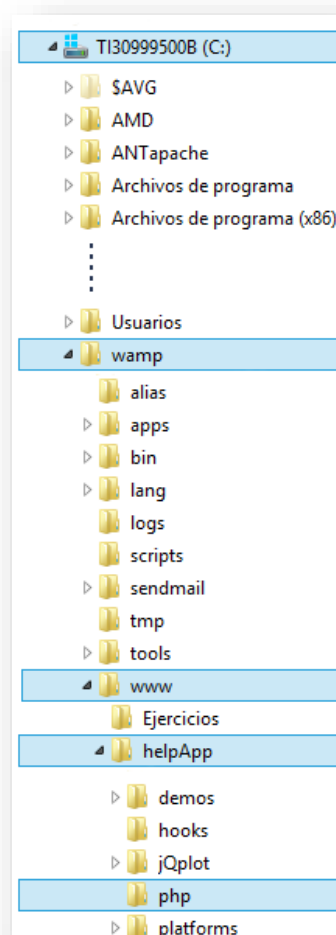 TI30999500B (C:)
$AVG
AMD
ANTapache
Archivos de programa
Archivos de programa (x86)
Usuarios
wamp
alias
apps
bin
lang
logs
scripts
sendmail
tmp
tools
www
Ejercicios
helpApp
demos
hooks
jQplot
php
platforms